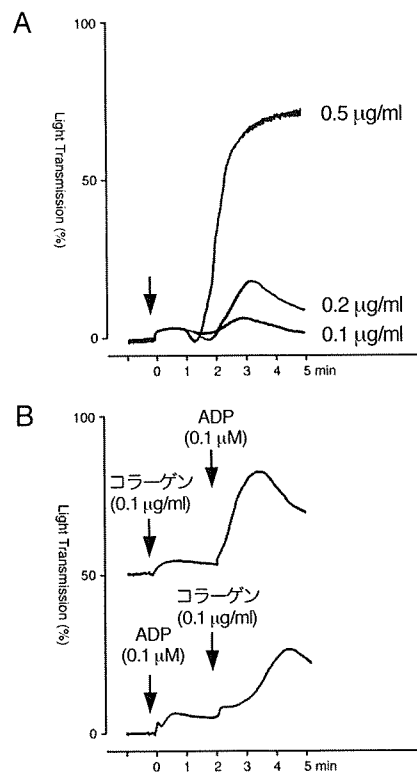 A
100
50
0
Light Transmission (%)
0.5 µg/ml
0.2 µg/ml
0.1 µg/ml
0 1 2 3 4 5 min
B
100
50
0
Light Transmission (%)
ADP
(0.1 µM)
コラーゲン
(0.1 µg/ml)
コラーゲン
(0.1 µg/ml)
ADP
(0.1 µM)
0 1 2 3 4 5 min